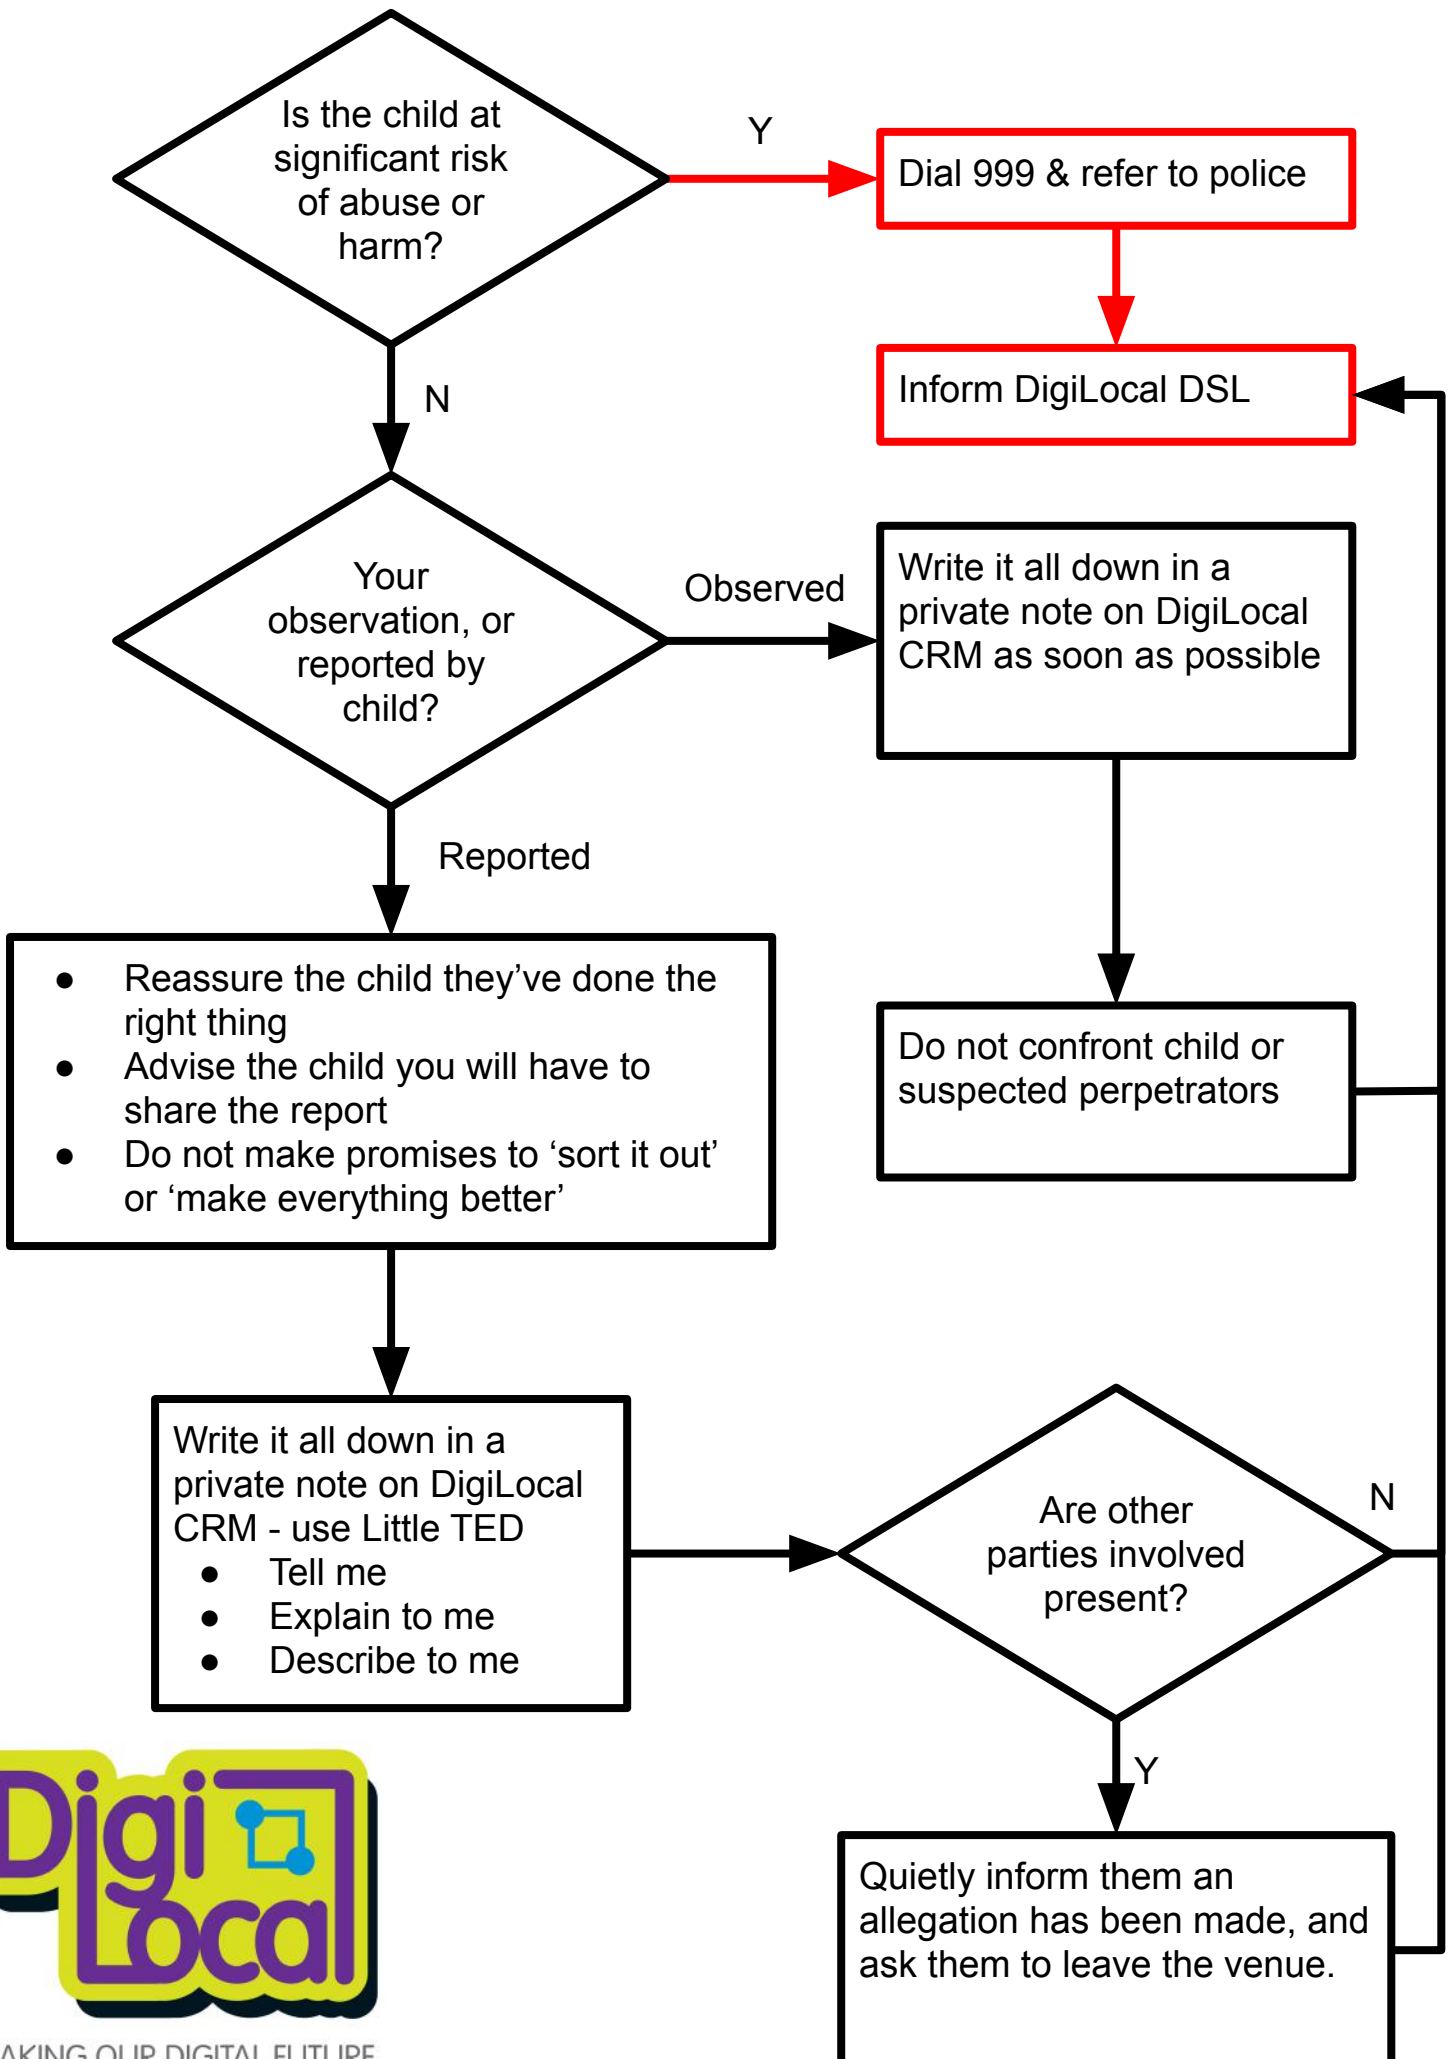 Is the child at
significant risk
of abuse or
harm?
Y
Dial 999 & refer to police
Inform DigiLocal DSL
N
Your
observation, or
reported by
child?
Observed
Write it all down in a
private note on DigiLocal
CRM as soon as possible
Reported
● Reassure the child they’ve done the
right thing
● Advise the child you will have to
share the report
● Do not make promises to ‘sort it out’
or ‘make everything better’
Do not confront child or
suspected perpetrators
Write it all down in a
private note on DigiLocal
CRM - use Little TED
● Tell me
● Explain to me
● Describe to me
Are other
parties involved
present?
N
Y
Quietly inform them an
allegation has been made, and
ask them to leave the venue.
Digi
Local
AKING OUR DIGITAL FUTURE